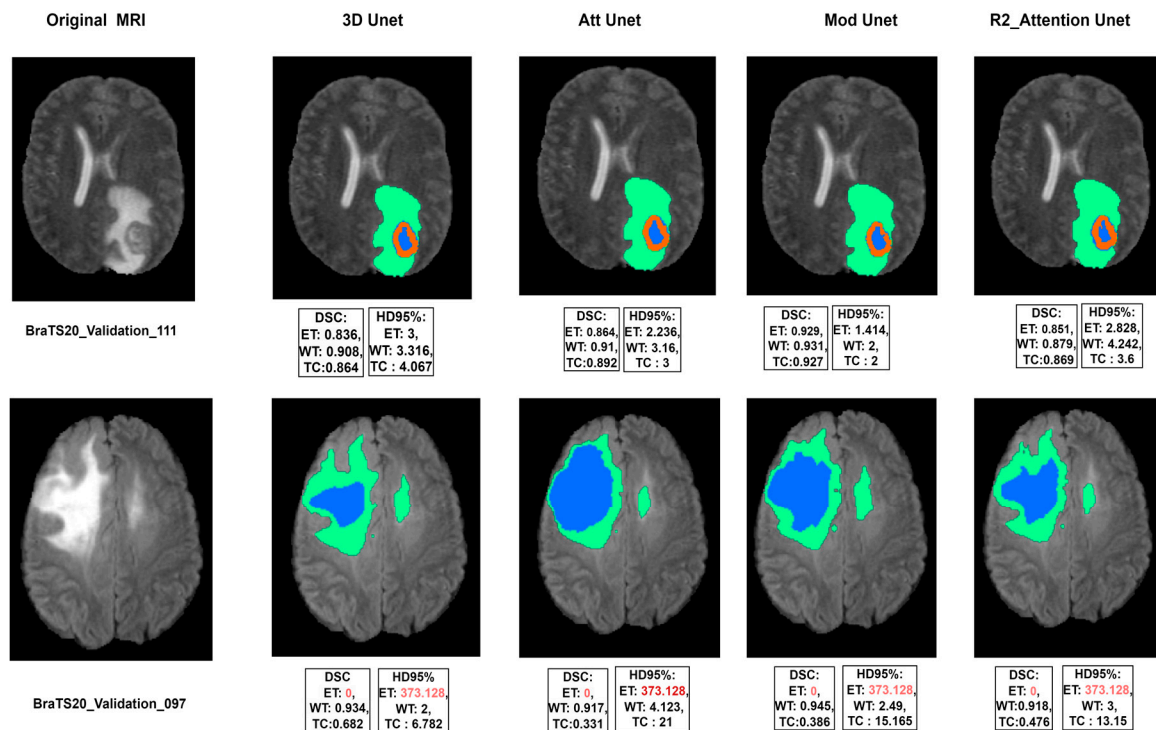 Original  MRI
3D Unet
Att Unet
Mod Unet
R2_Attention Unet
BraTS20_Validation_111
DSC:
ET: 0.836,
WT: 0.908,
TC:0.864
HD95%:
ET: 3,
WT: 3.316,
TC : 4.067
DSC:
ET: 0.864,
WT: 0.91,
TC:0.892
HD95%:
ET: 2.236,
WT: 3.16,
TC : 3
DSC:
ET: 0.929,
WT: 0.931,
TC:0.927
HD95%:
ET: 1.414,
WT: 2,
TC : 2
DSC:
ET: 0.851,
WT: 0.879,
TC:0.869
HD95%:
ET: 2.828,
WT: 4.242,
TC : 3.6
BraTS20_Validation_097
DSC
ET: 0,
WT: 0.934,
TC:0.682
HD95%
ET: 373.128,
WT: 2,
TC : 6.782
DSC:
ET: 0,
WT: 0.917,
TC:0.331
HD95%:
ET: 373.128,
WT: 4.123,
TC : 21
DSC:
ET: 0,
WT: 0.945,
TC:0.386
HD95%:
ET: 373.128,
WT: 2.49,
TC : 15.165
DSC:
ET: 0,
WT:0.918,
TC:0.476
HD95%:
ET: 373.128,
WT: 3,
TC : 13.15